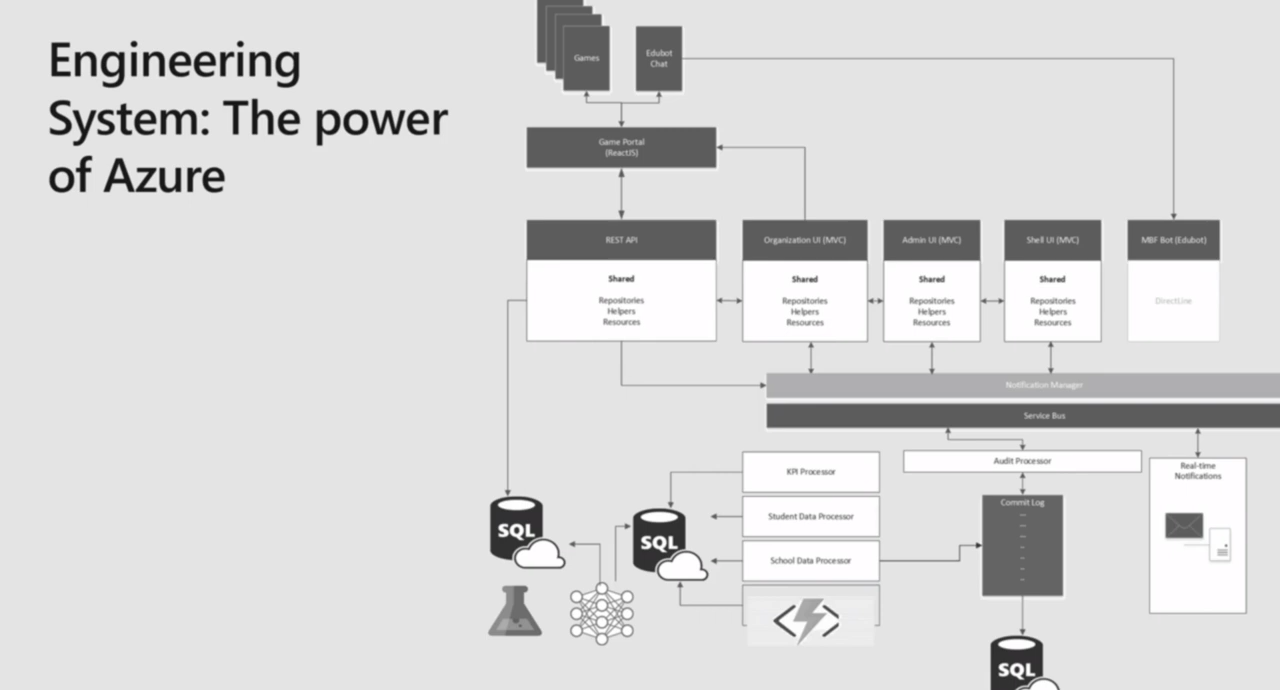 Engineering
System: The power
of Azure
Games
Edubot
Chat
Game Portal
(ReactJS)
REST API
Shared
Repositories
Helpers
Resources
Organization UI (MVC)
Shared
Repositories
Helpers
Resources
Admin UI (MVC)
Shared
Repositories
Helpers
Resources
Shell UI (MVC)
Shared
Repositories
Helpers
Resources
MBF Bot (Edubot)
DirectLine
Notification Manager
Service Bus
KPI Processor
Student Data Processor
School Data Processor
Audit Processor
Commit Log
Real-time
Notifications
SQL
SQL
SQL